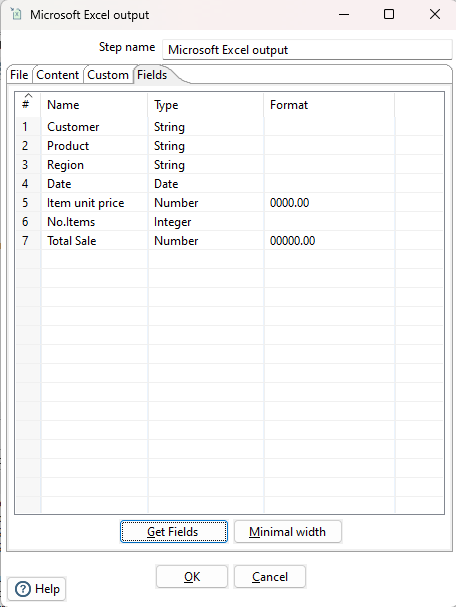 Microsoft Excel output
Step name Microsoft Excel output
File Content Custom Fields
# Name Type Format
1 Customer String
2 Product String
3 Region String
4 Date Date
5 Item unit price Number 0000.00
6 No.Items Integer
7 Total Sale Number 00000.00
Get Fields Minimal width
OK Cancel
Help